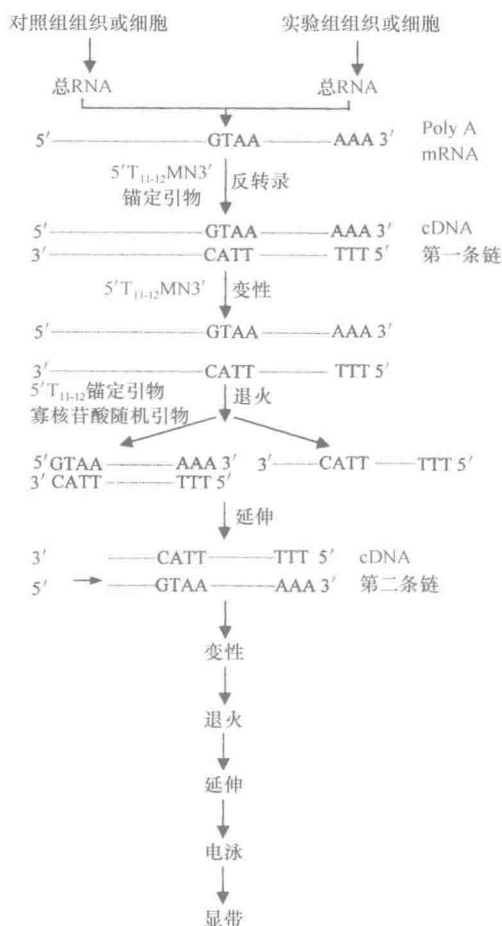 对照组组织或细胞 实验组组织或细胞
总RNA 总RNA
5′ GTAA AAA 3′ Poly A
mRNA
5′T11-12MN3′
锚定引物 反转录
5′ GTAA AAA 3′ cDNA
3′ CATT TTT 5′ 第一条链
5′T11-12MN3′ 变性
5′ GTAA AAA 3′
3′ CATT TTT 5′
5′T11-12锚定引物 退火
寡核苷酸随机引物
5′GTAA AAA 3′ 3′ CATT TTT 5′
3′ CATT TTT 5′
延伸
3′ CATT TTT 5′ cDNA
5′ GTAA AAA 3′ 第二条链
变性
退火
延伸
电泳
显带